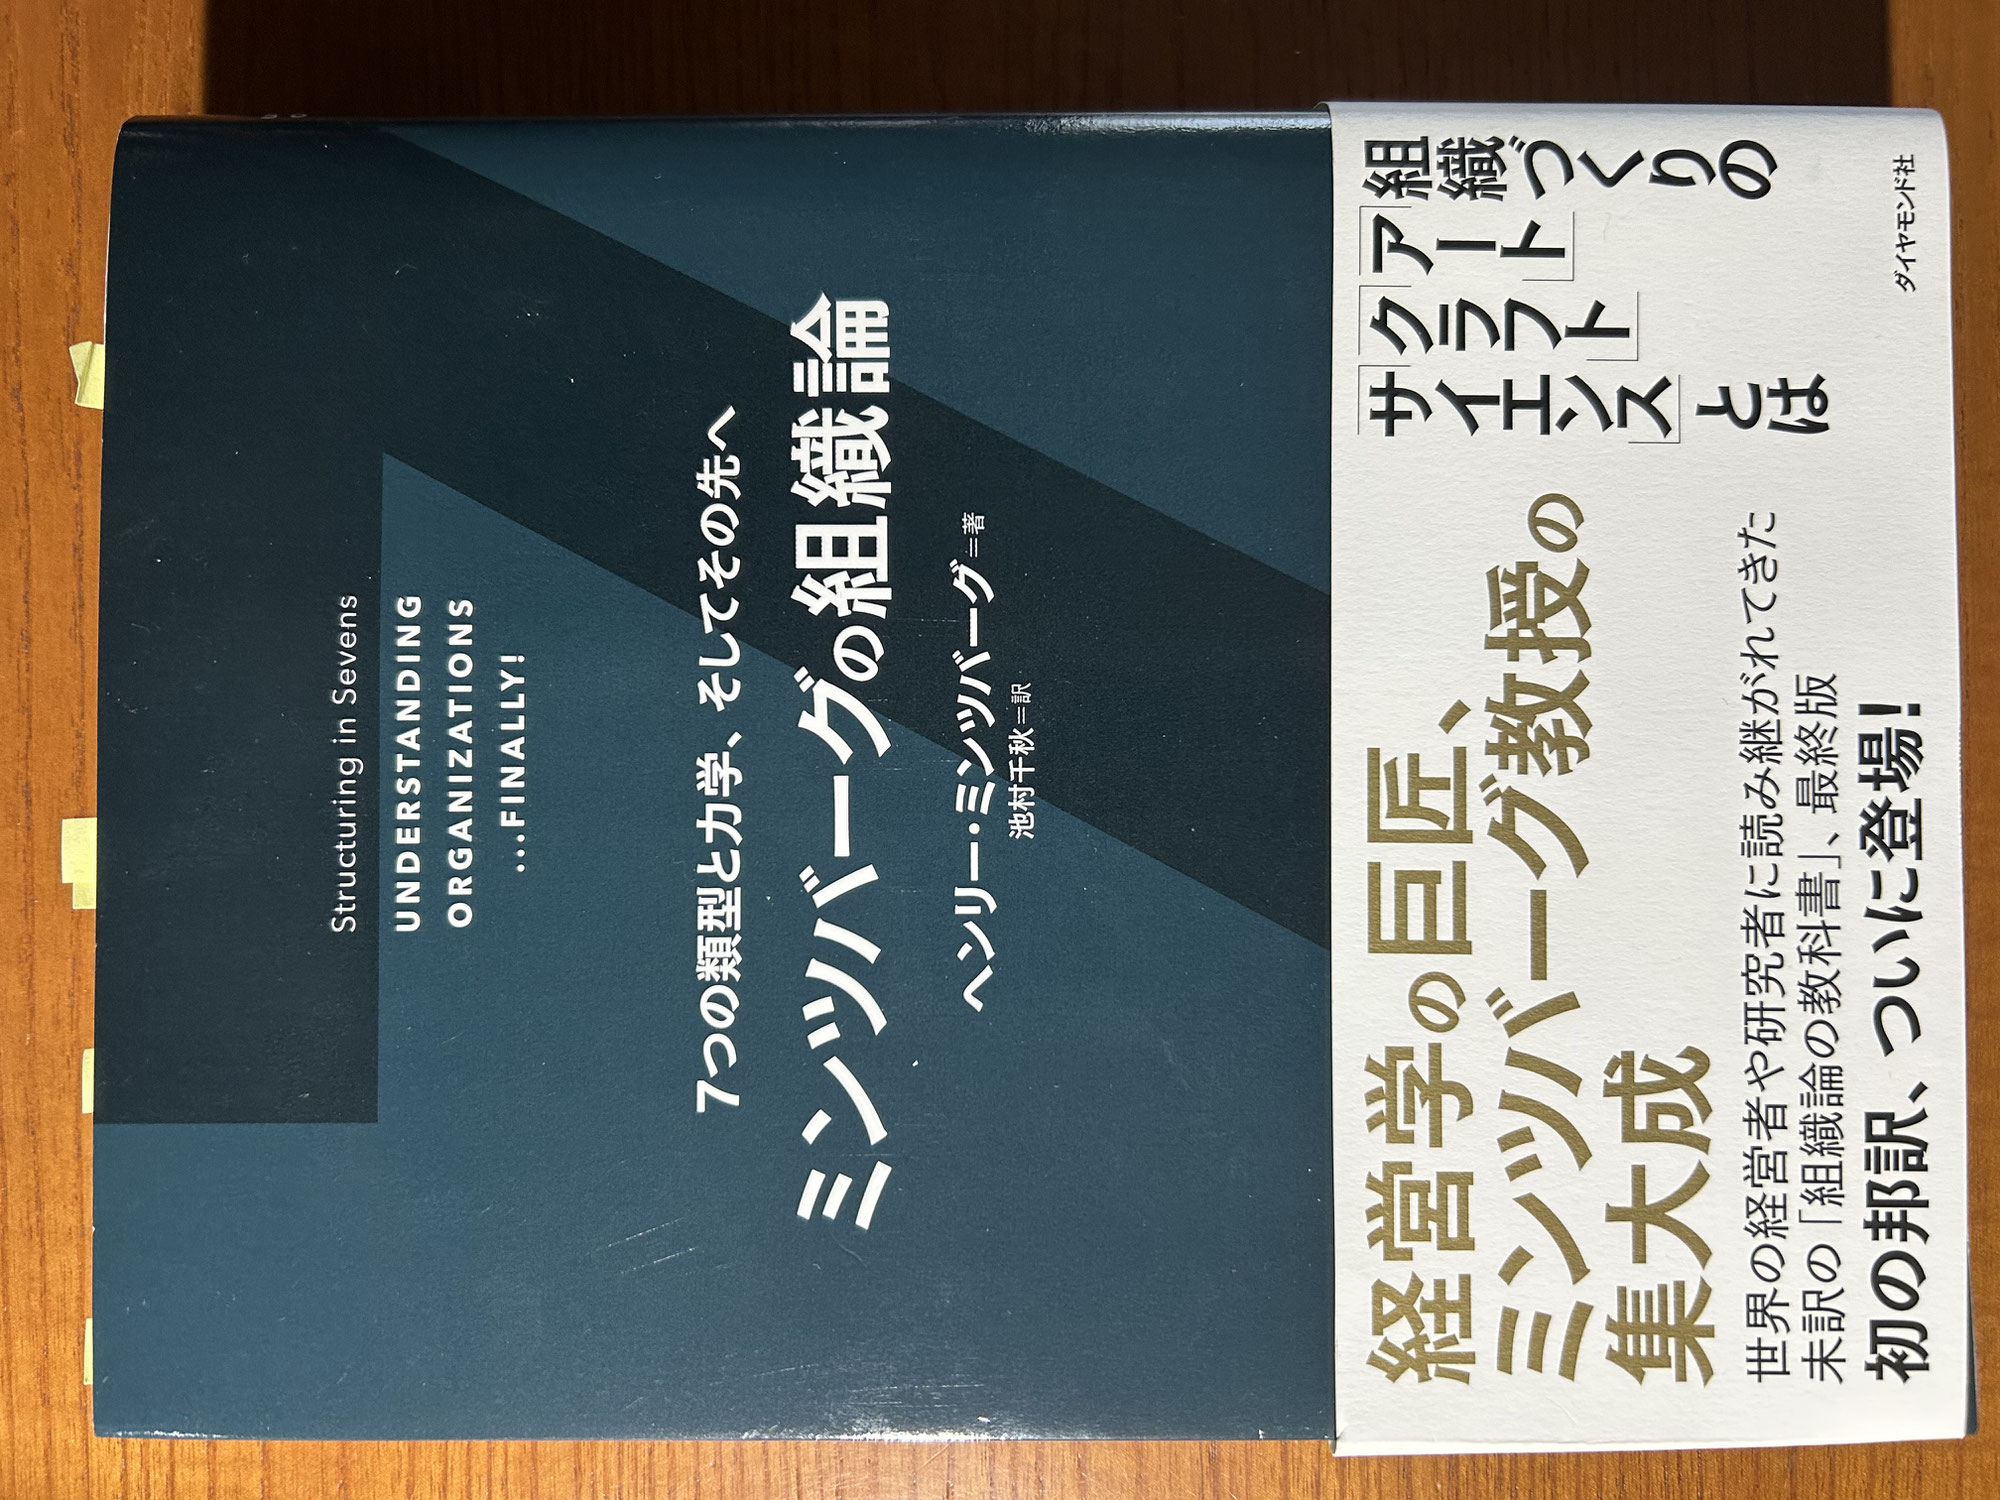 Structuring in Sevens
UNDERSTANDING
ORGANIZATIONS
...FINALLY!
7つの類型と力学、そしてその先へ
ミンツバーグの組織論
ヘンリー・ミンツバーグ=著
池村千秋=訳
経営学の巨匠、
ミンツバーグ教授の
集大成
世界の経営者や研究者に読み継がれてきた
未訳の「組織論の教科書」、最終版
初の邦訳、ついに登場!
組織づくりの
「アート」
「クラフト」
「サイエンス」とは
ダイヤモンド社